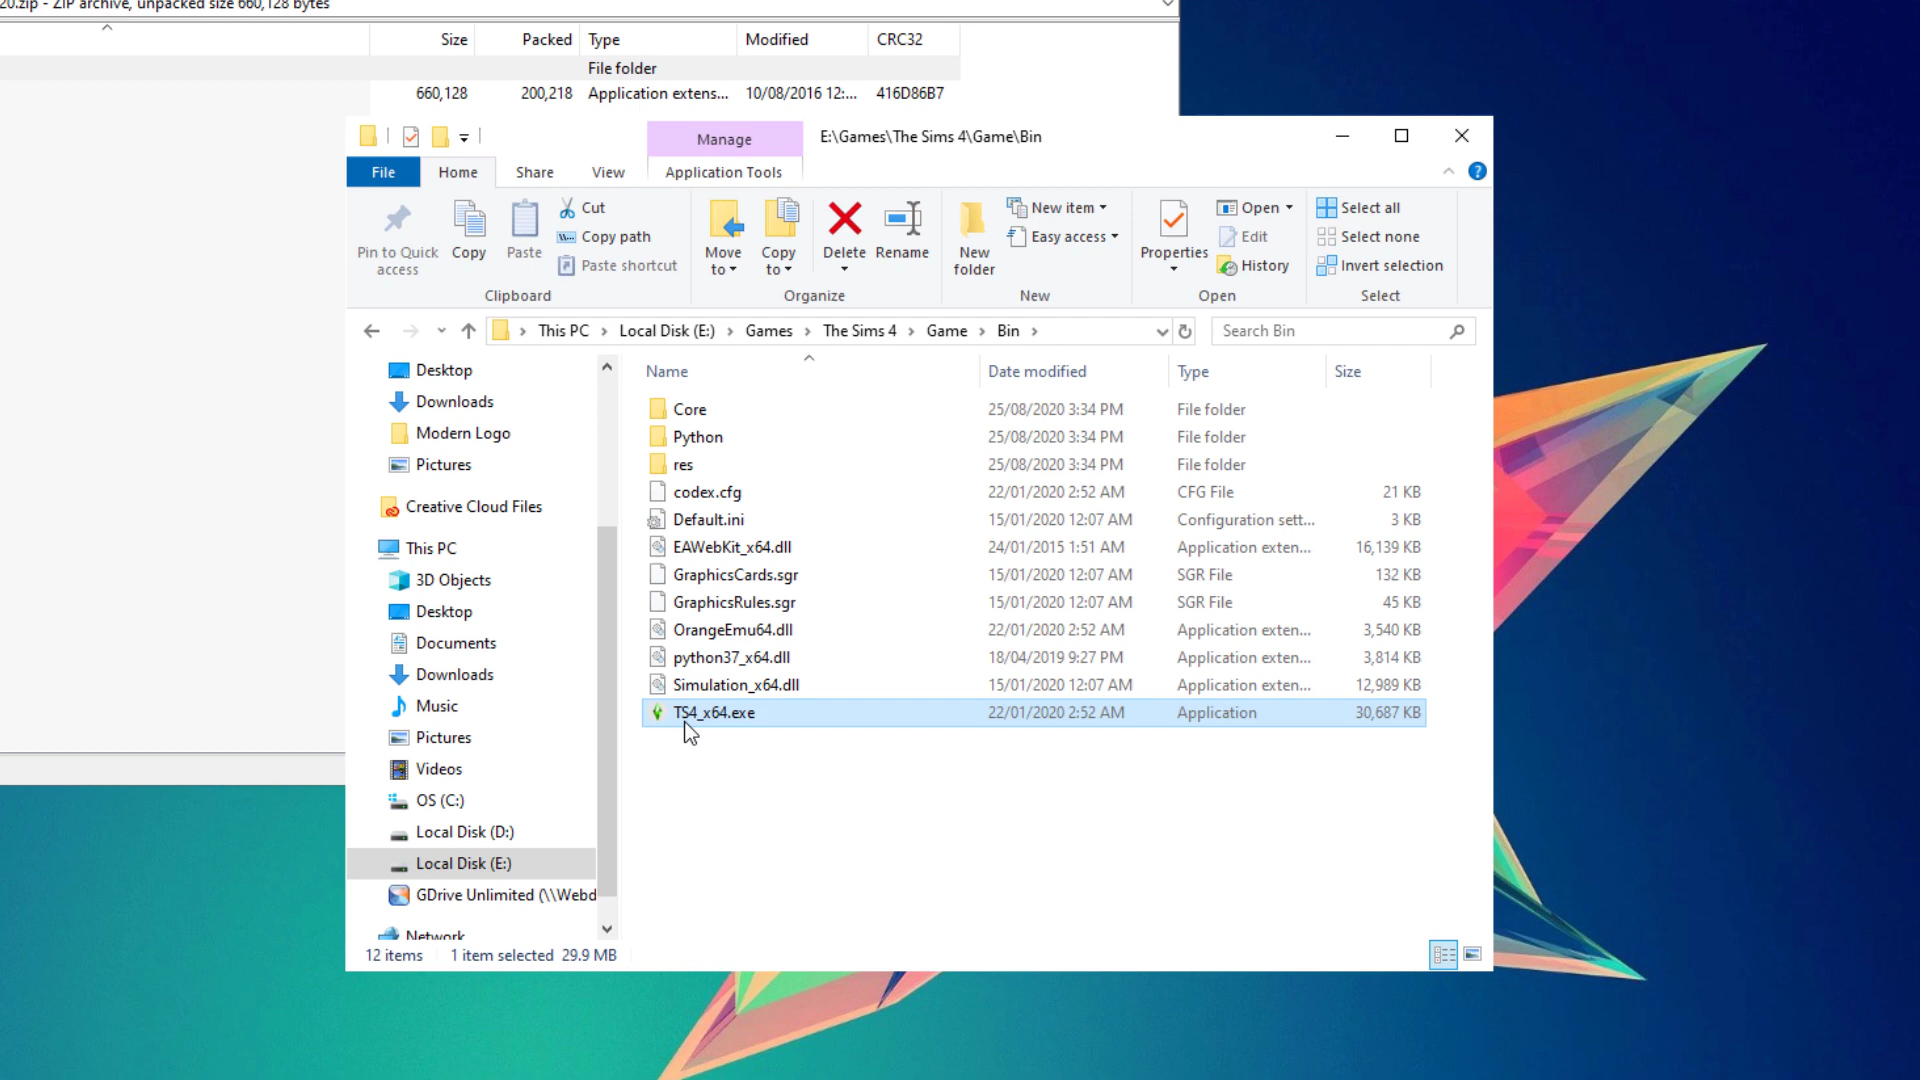 20.zip - ZIP archive, unpacked size 660,128 bytes
Size Packed Type Modified CRC32
File folder
660,128 200,218 Application extens... 10/08/2016 12:... 416D86B7
Manage E:\Games\The Sims 4\Game\Bin
File Home Share View Application Tools
Pin to Quick access
Copy
Paste
Cut
Copy path
Paste shortcut
Clipboard
Move to
Copy to
Delete
Rename
Organize
New folder
New item
Easy access
New
Properties
Open
Edit
History
Open
Select all
Select none
Invert selection
Select
This PC > Local Disk (E:) > Games > The Sims 4 > Game > Bin >
Search Bin
Desktop
Downloads
Modern Logo
Pictures
Creative Cloud Files
This PC
3D Objects
Desktop
Documents
Downloads
Music
Pictures
Videos
OS (C:)
Local Disk (D:)
Local Disk (E:)
GDrive Unlimited (\\Webd
Network
Name Date modified Type Size
Core 25/08/2020 3:34 PM File folder
Python 25/08/2020 3:34 PM File folder
res 25/08/2020 3:34 PM File folder
codex.cfg 22/01/2020 2:52 AM CFG File 21 KB
Default.ini 15/01/2020 12:07 AM Configuration sett... 3 KB
EAWebKit_x64.dll 24/01/2015 1:51 AM Application exten... 16,139 KB
GraphicsCards.sgr 15/01/2020 12:07 AM SGR File 132 KB
GraphicsRules.sgr 15/01/2020 12:07 AM SGR File 45 KB
OrangeEmu64.dll 22/01/2020 2:52 AM Application exten... 3,540 KB
python37_x64.dll 18/04/2019 9:27 PM Application exten... 3,814 KB
Simulation_x64.dll 15/01/2020 12:07 AM Application exten... 12,989 KB
TS4_x64.exe 22/01/2020 2:52 AM Application 30,687 KB
12 items 1 item selected 29.9 MB